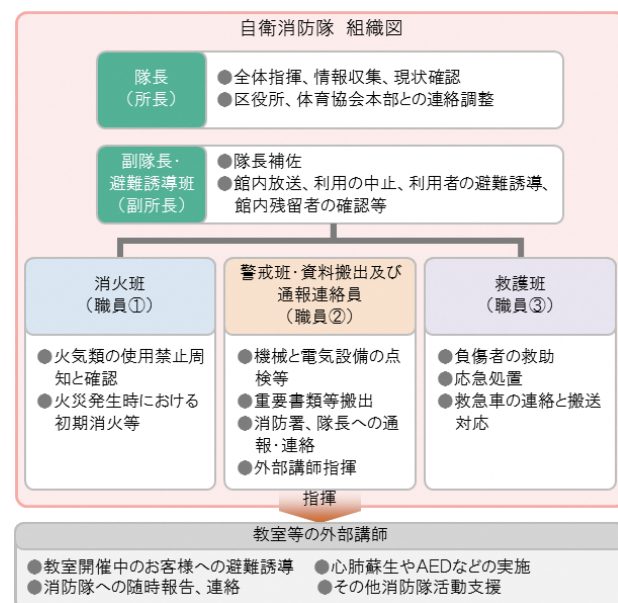 自衛消防隊 組織図
隊長
（所長）
●全体指揮、情報収集、現状確認
●区役所、体育協会本部との連絡調整
副隊長・
避難誘導班
（副所長）
●隊長補佐
●館内放送、利用の中止、利用者の避難誘導、
館内残留者の確認等
消火班
（職員①）
●火気類の使用禁止周
知と確認
●火災発生時における
初期消火等
警戒班・資料搬出及び
通報連絡員
（職員②）
●機械と電気設備の点
検等
●重要書類等搬出
●消防署、隊長への通
報・連絡
●外部講師指揮
救護班
（職員③）
●負傷者の救助
●応急処置
●救急車の連絡と搬送
対応
指揮
教室等の外部講師
●教室開催中のお客様への避難誘導
●消防隊への随時報告、連絡
●心肺蘇生やAEDなどの実施
●その他消防隊活動支援